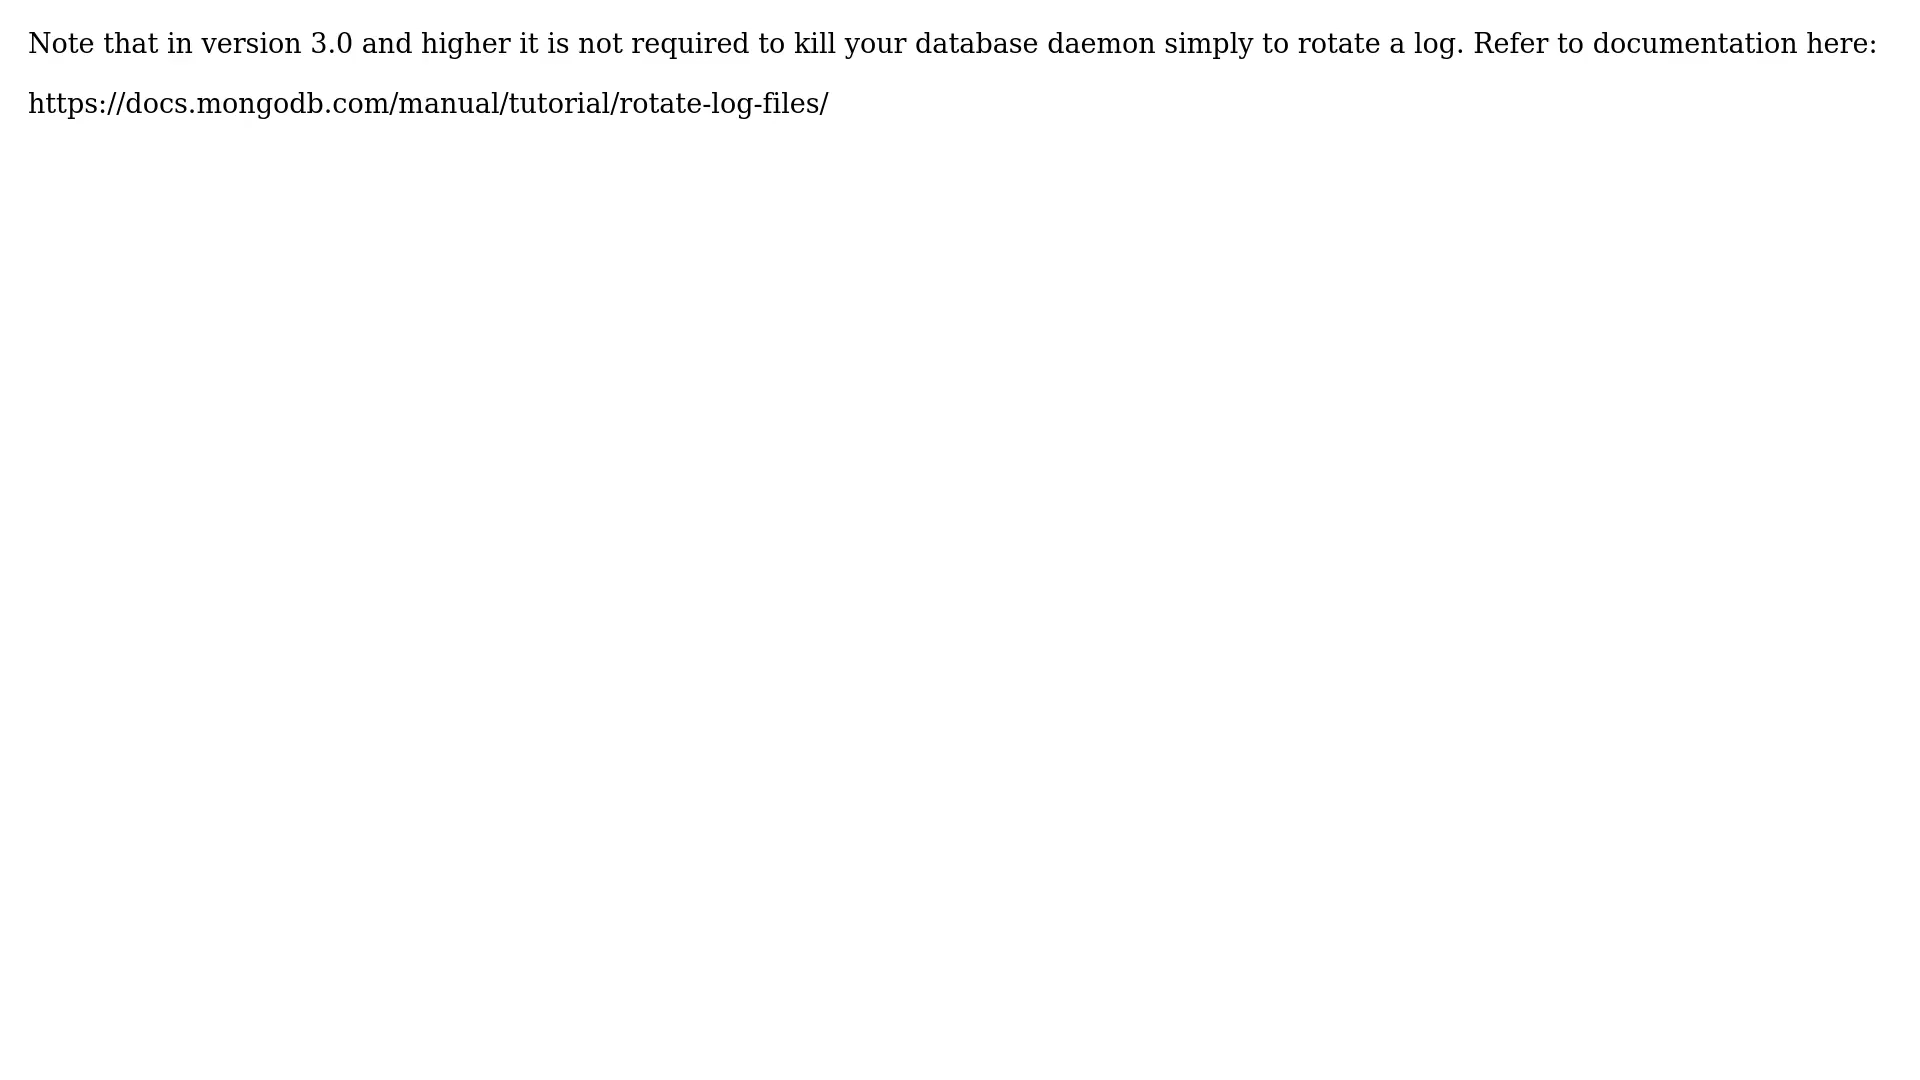 Note that in version 3.0 and higher it is not required to kill your database daemon simply to rotate a log. Refer to documentation here:
https://docs.mongodb.com/manual/tutorial/rotate-log-files/